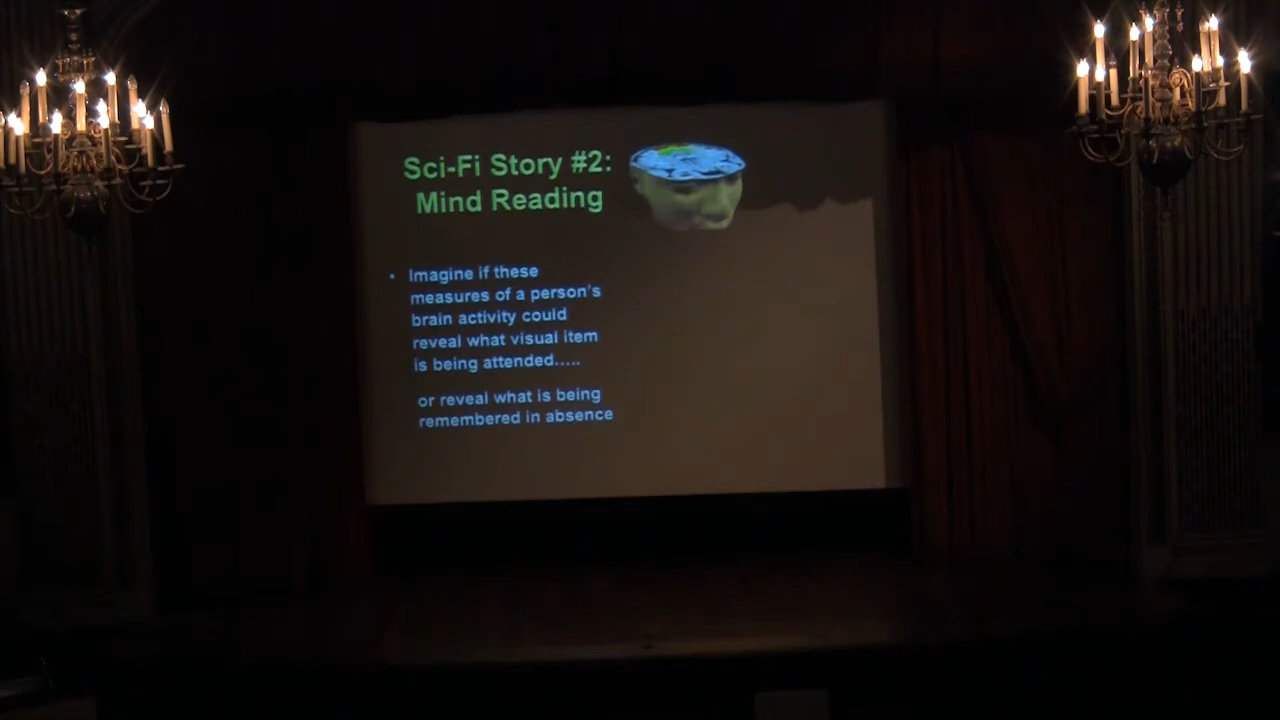 Sci-Fi Story #2:
Mind Reading
• Imagine if these
measures of a person's
brain activity could
reveal what visual item
is being attended.....
or reveal what is being
remembered in absence